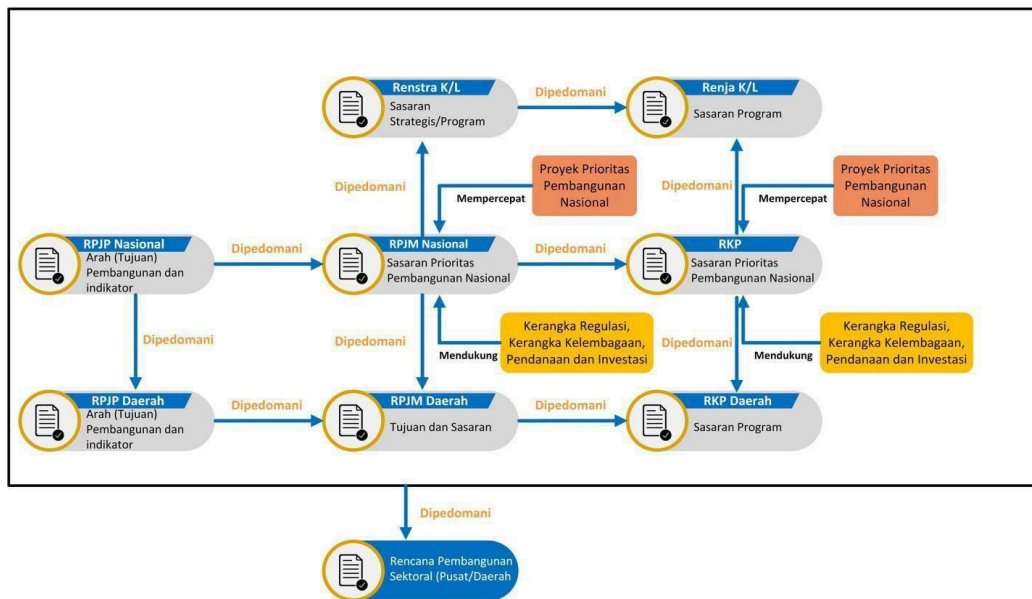 Renstra K/L
Sasaran
Strategis/Program
Dipedomani
Renja K/L
Sasaran Program
Dipedomani
Mempercepat
Proyek Prioritas
Pembangunan
Nasional
Dipedomani
Mempercepat
Proyek Prioritas
Pembangunan
Nasional
RPJP Nasional
Arah (Tujuan)
Pembangunan dan
indikator
Dipedomani
RPJM Nasional
Sasaran Prioritas
Pembangunan Nasional
Dipedomani
RKP
Sasaran Prioritas
Pembangunan Nasional
Dipedomani
Dipedomani
Mendukung
Kerangka Regulasi,
Kerangka Kelembagaan,
Pendanaan dan Investasi
Dipedomani
Mendukung
Kerangka Regulasi,
Kerangka Kelembagaan,
Pendanaan dan Investasi
RPJP Daerah
Arah (Tujuan)
Pembangunan dan
indikator
Dipedomani
RPJM Daerah
Tujuan dan Sasaran
Dipedomani
RKP Daerah
Sasaran Program
Dipedomani
Rencana Pembangunan
Sektoral (Pusat/Daerah